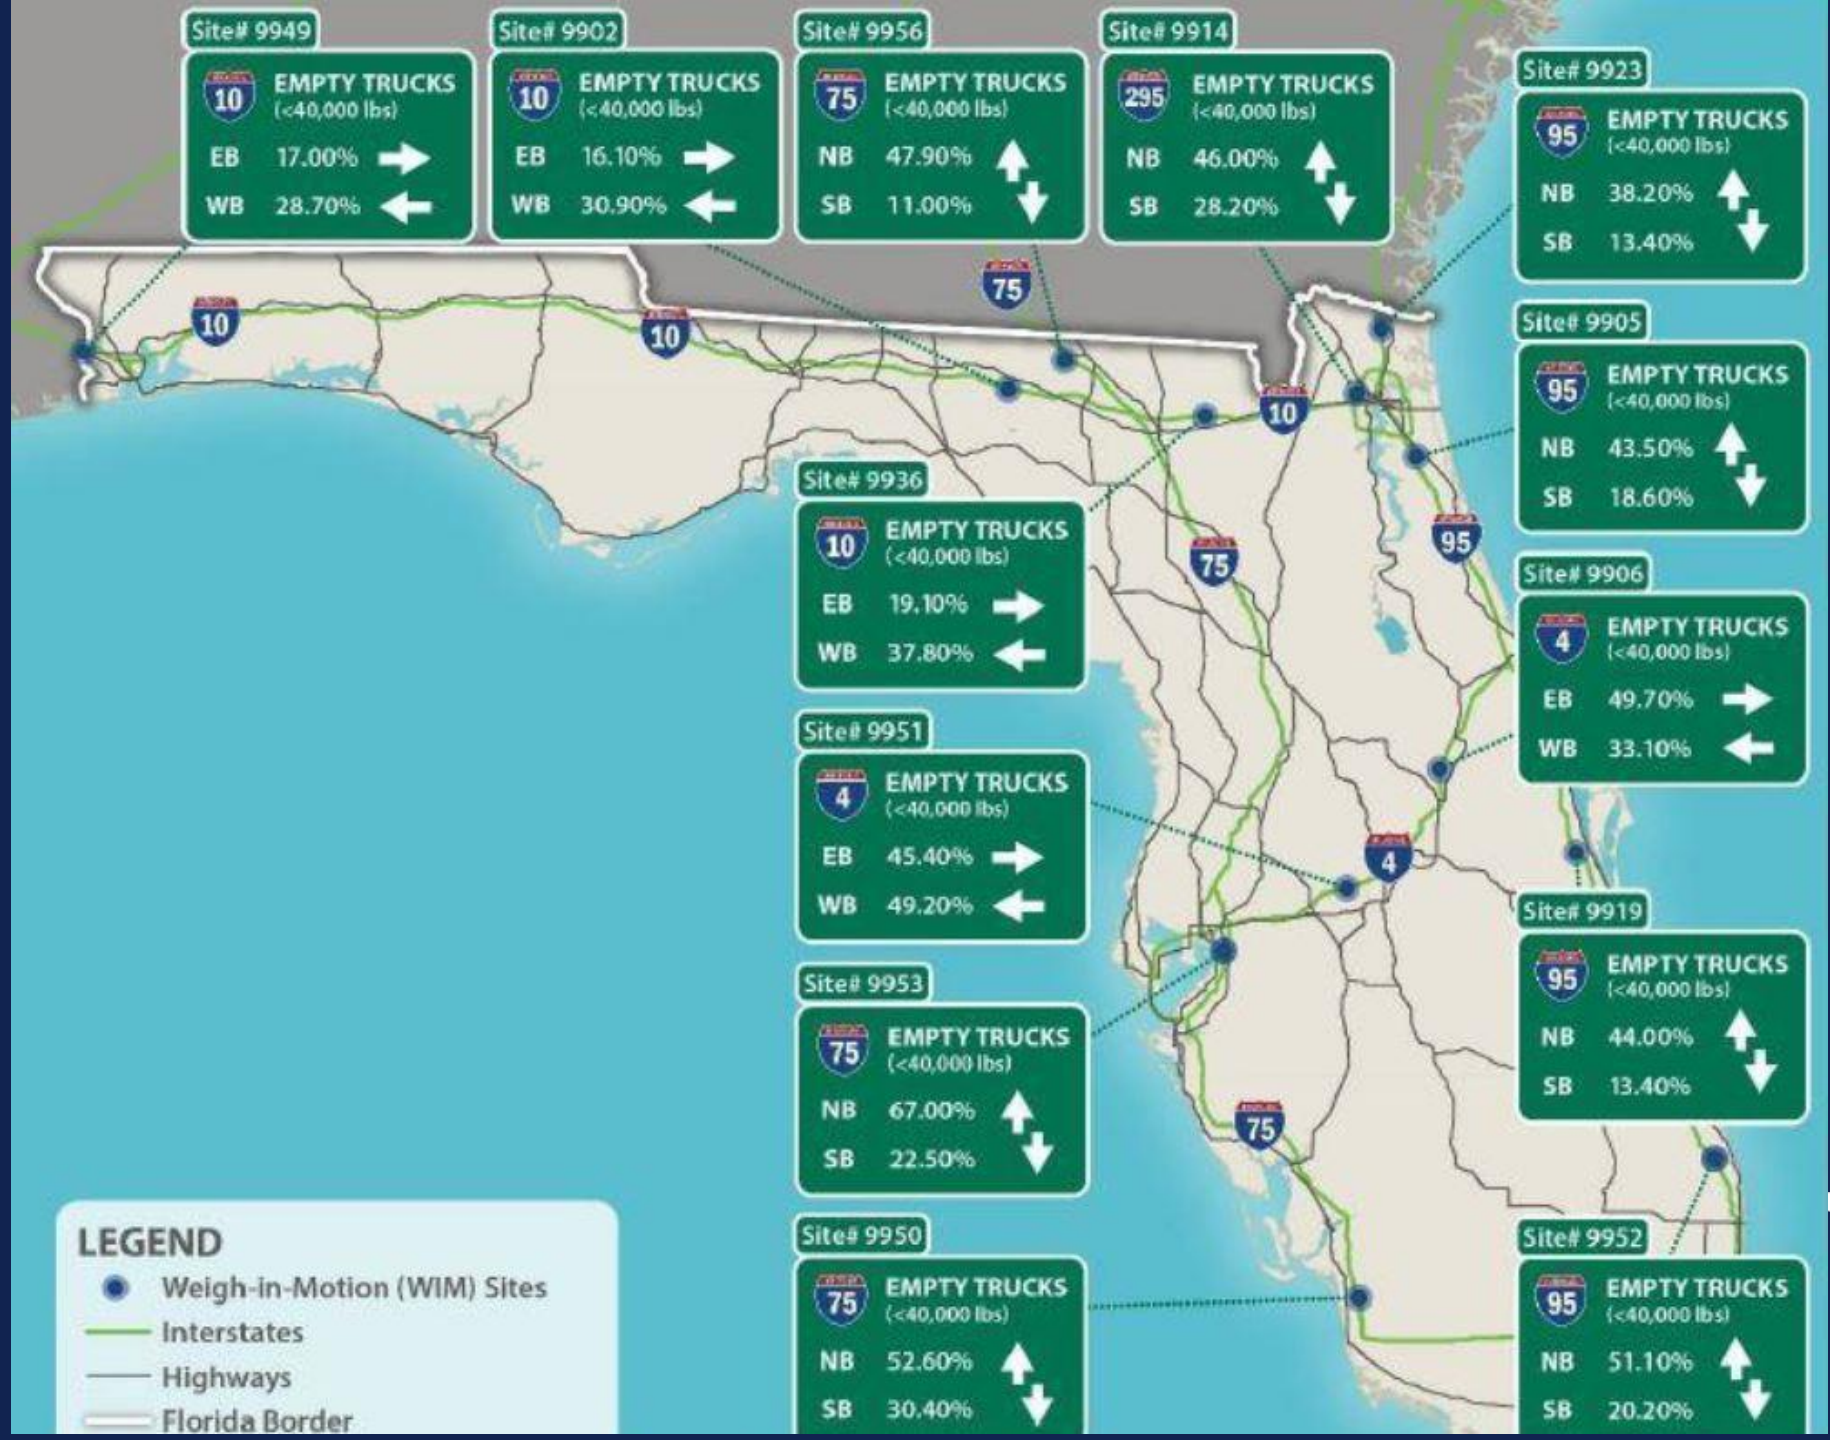 Site# 9949
10
EMPTY TRUCKS
(<40,000 lbs)
EB 17.00%
WB 28.70%
Site# 9902
10
EMPTY TRUCKS
(<40,000 lbs)
EB 16.10%
WB 30.90%
Site# 9956
75
EMPTY TRUCKS
(<40,000 lbs)
NB 47.90%
SB 11.00%
Site# 9914
295
EMPTY TRUCKS
(<40,000 lbs)
NB 46.00%
SB 28.20%
Site# 9923
95
EMPTY TRUCKS
(<40,000 lbs)
NB 38.20%
SB 13.40%
75
10
10
10
Site# 9905
95
EMPTY TRUCKS
(<40,000 lbs)
NB 43.50%
SB 18.60%
Site# 9936
10
EMPTY TRUCKS
(<40,000 lbs)
EB 19.10%
WB 37.80%
75
95
Site# 9906
4
EMPTY TRUCKS
(<40,000 lbs)
EB 49.70%
WB 33.10%
Site# 9951
4
EMPTY TRUCKS
(<40,000 lbs)
EB 45.40%
WB 49.20%
4
Site# 9919
95
EMPTY TRUCKS
(<40,000 lbs)
NB 44.00%
SB 13.40%
Site# 9953
75
EMPTY TRUCKS
(<40,000 lbs)
NB 67.00%
SB 22.50%
75
Site# 9950
75
EMPTY TRUCKS
(<40,000 lbs)
NB 52.60%
SB 30.40%
Site# 9952
95
EMPTY TRUCKS
(<40,000 lbs)
NB 51.10%
SB 20.20%
LEGEND
Weigh-in-Motion (WIM) Sites
Interstates
Highways
Florida Border